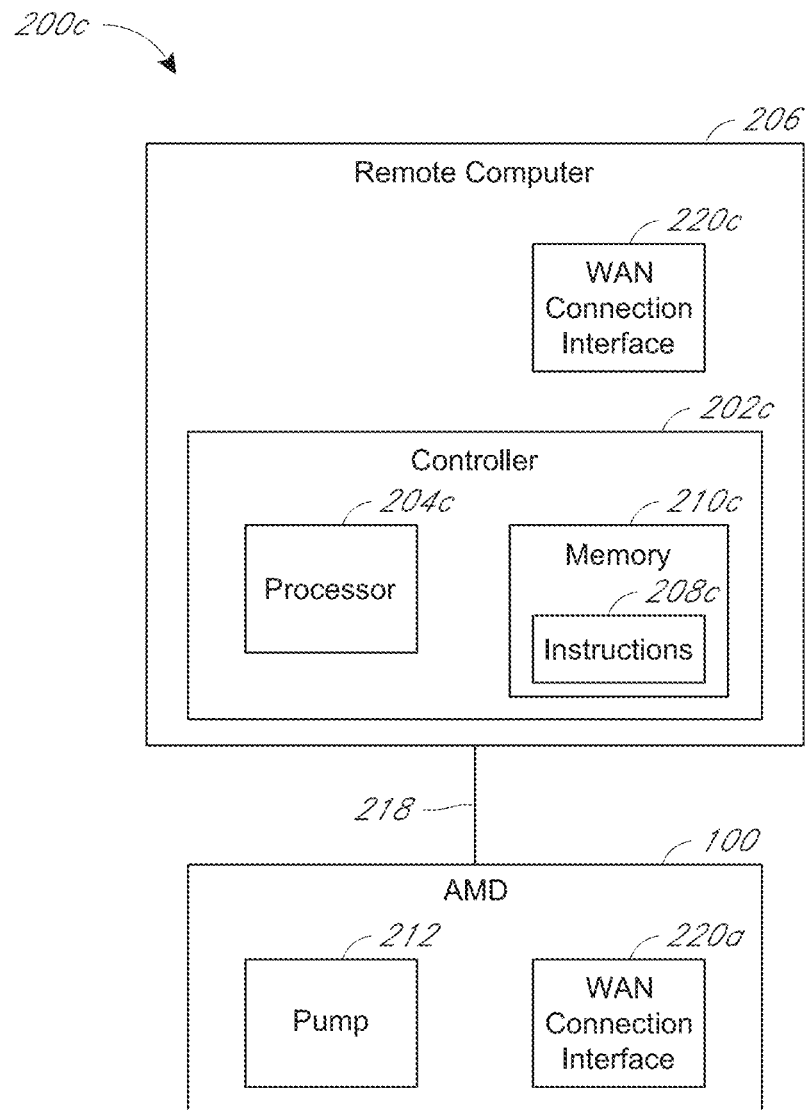 200c
206
Remote Computer
220c
WAN
Connection
Interface
202c
Controller
204c
Processor
210c
Memory
208c
Instructions
218
100
AMD
212
Pump
220a
WAN
Connection
Interface